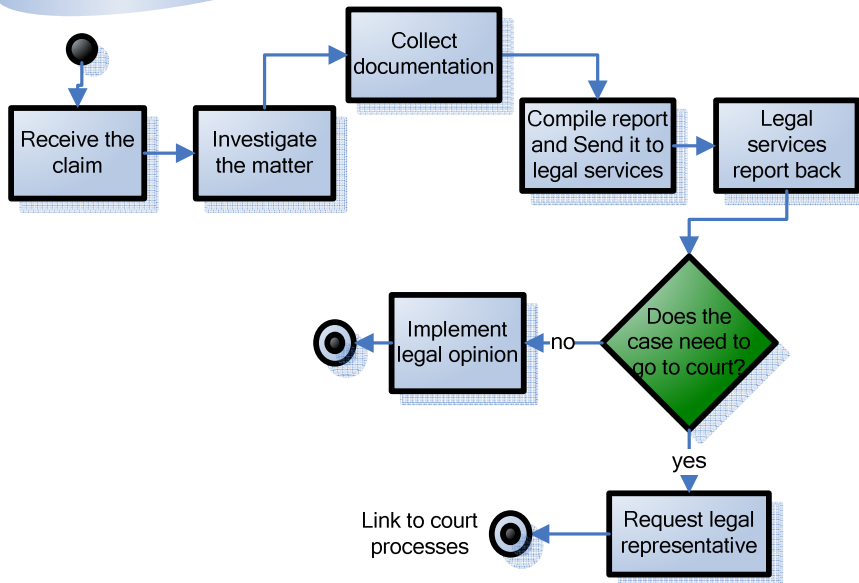 Collect
documentation
Receive the
claim
Investigate
the matter
Compile report
and Send it to
legal services
Legal
services
report back
Does the
case need to
go to court?
no
Implement
legal opinion
yes
Request legal
representative
Link to court
processes